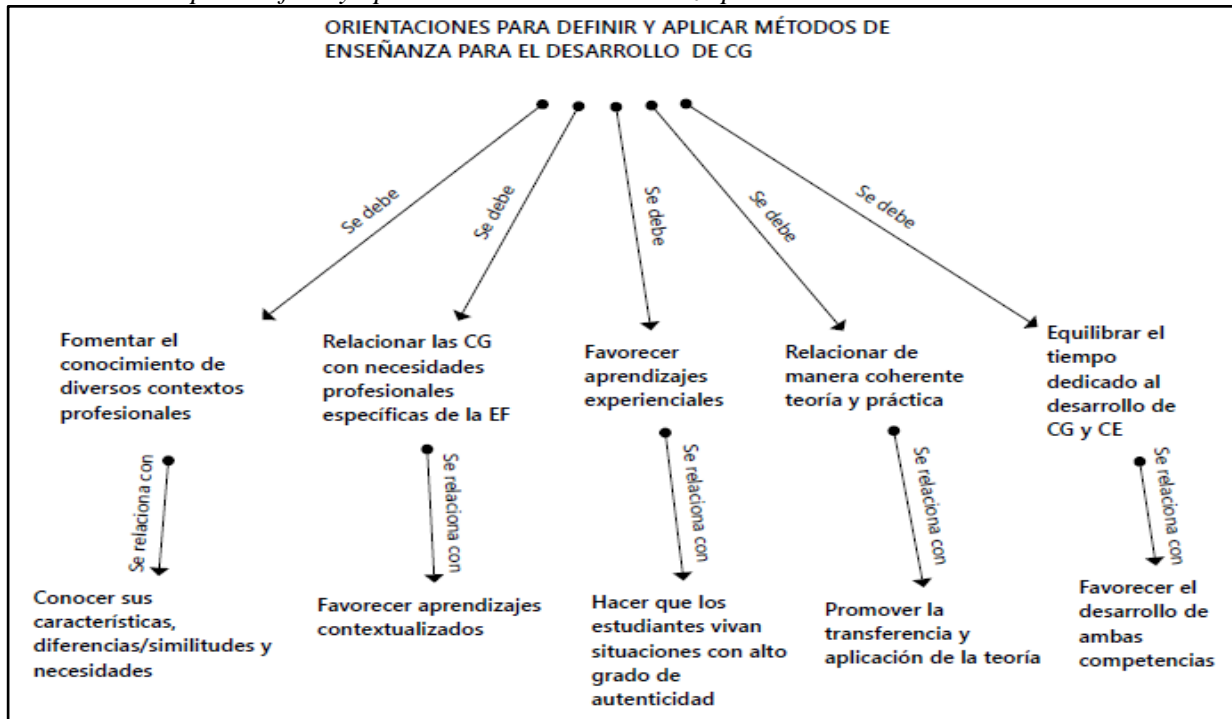 ORIENTACIONES PARA DEFINIR Y APLICAR MÉTODOS DE
ENSEÑANZA PARA EL DESARROLLO DE CG
Se debe
Se debe
Se debe
Se debe
Se debe
Fomentar el
conocimiento de
diversos contextos
profesionales
Relacionar las CG
con necesidades
profesionales
específicas de la EF
Favorecer
aprendizajes
experienciales
Relacionar de
manera coherente
teoría y práctica
Equilibrar el
tiempo
dedicado al
desarrollo de
CG y CE
Se relaciona con
Se relaciona con
Se relaciona con
Se relaciona con
Se relaciona con
Conocer sus
características,
diferencias/similitudes y
necesidades
Favorecer aprendizajes
contextualizados
Hacer que los
estudiantes vivan
situaciones con alto
grado de
autenticidad
Promover la
transferencia y
aplicación de la teoría
Favorecer el
desarrollo de
ambas
competencias